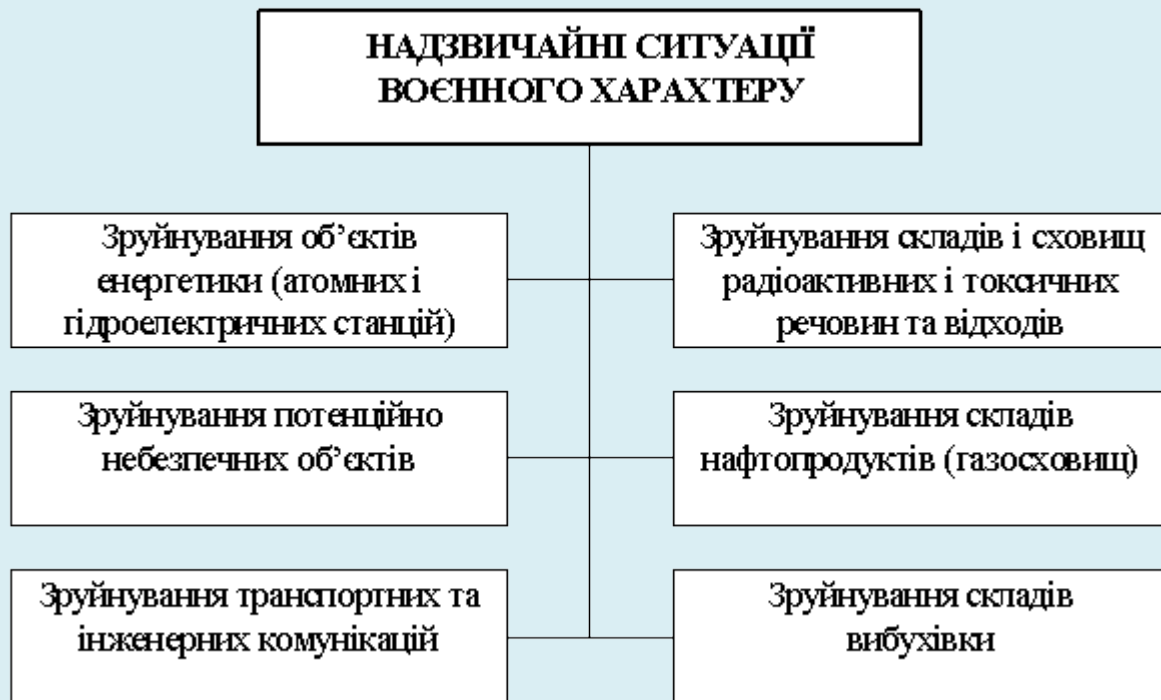 НАДЗВИЧАЙНІ СИТУАЦІЇ
ВОЄННОГО ХАРАХТЕРУ
Зруйнування об’єктів
енергетики (атомних і
гідроелектричних станцій)
Зруйнування складів і сховищ
радіоактивних і токсичних
речовин та відходів
Зруйнування потенційно
небезпечних об’єктів
Зруйнування складів
нафтопродуктів (газосховищ)
Зруйнування транспортних та
інженерних комунікацій
Зруйнування складів
вибухівки